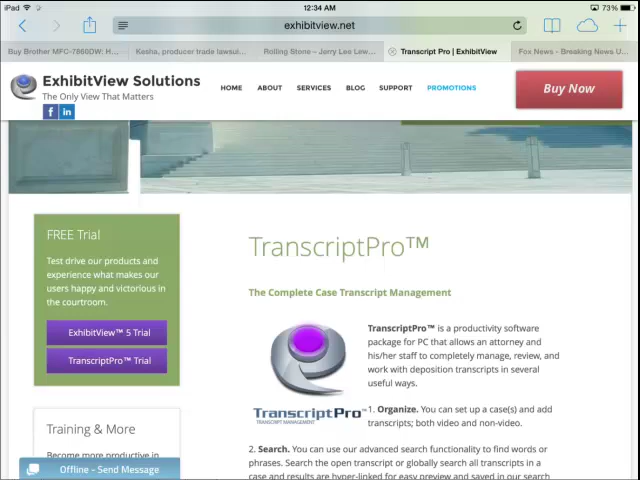 iPad 12:34 AM 73%
exhibitview.net
Buy Brother MFC-7860DW: H... Kesha, producer trade lawsui... Rolling Stone – Jerry Lee Law... Transcript Pro | ExhibitView Fox News - Breaking News U...
ExhibitView Solutions
The Only View That Matters
f in
HOME ABOUT SERVICES BLOG SUPPORT PROMOTIONS
Buy Now
FREE Trial
Test drive our products and
experience what makes our
users happy and victorious in
the courtroom.
ExhibitView™ 5 Trial
TranscriptPro™ Trial
Training & More
Become more productive in
Offline - Send Message
TranscriptPro™
The Complete Case Transcript Management
TranscriptPro™
TRANSCRIPT MANAGEMENT
TranscriptPro™ is a productivity software
package for PC that allows an attorney and
his/her staff to completely manage, review, and
work with deposition transcripts in several
useful ways.
1. Organize. You can set up a case(s) and add
transcripts; both video and non-video.
2. Search. You can use our advanced search functionality to find words or
phrases. Search the open transcript or globally search all transcripts in a
case and results are hyper-linked for easy preview and saved in our search